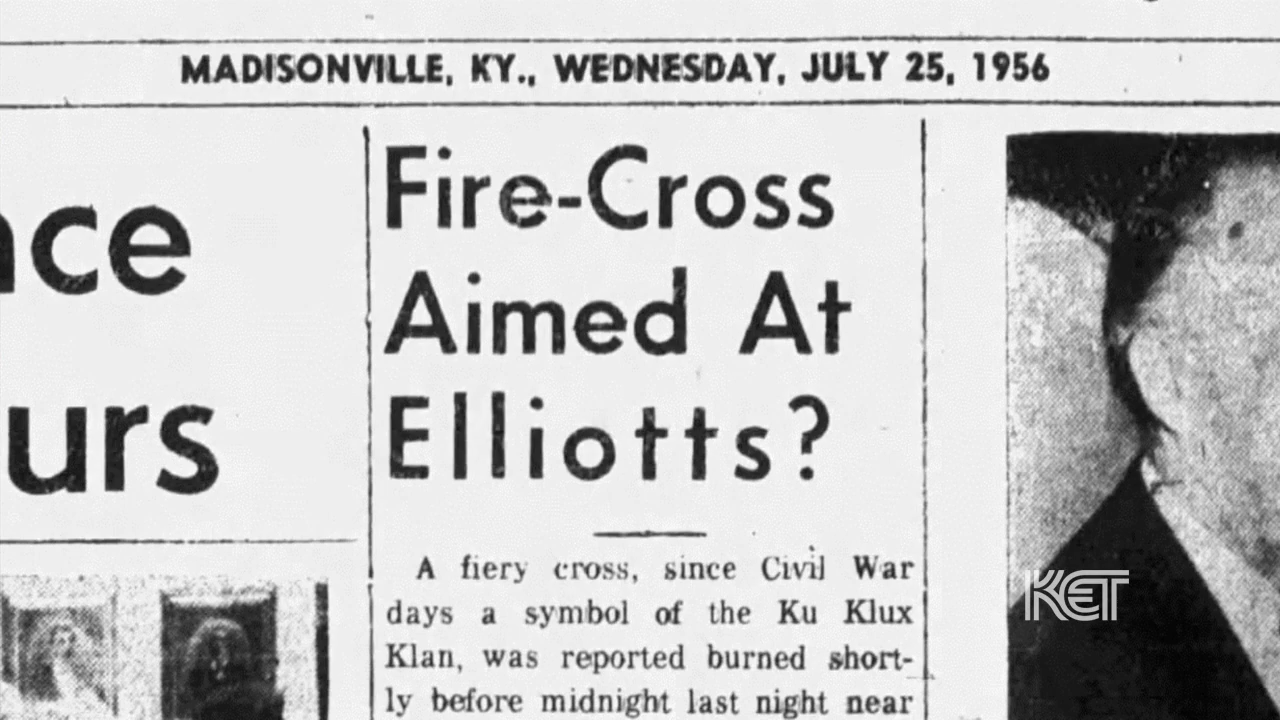 MADISONVILLE, KY., WEDNESDAY, JULY 25, 1956
ce
urs
Fire-Cross
Aimed At
Elliotts?
A fiery cross, since Civil War
days a symbol of the Ku Klux
Klan, was reported burned short-
ly before midnight last night near
KET